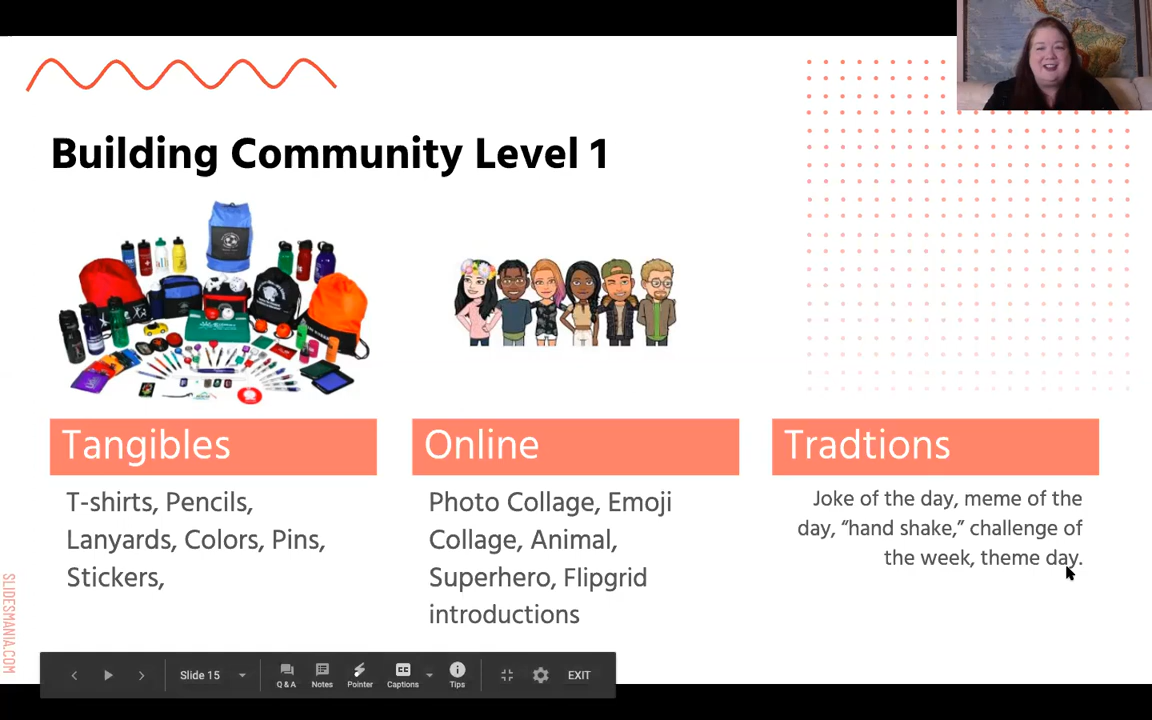 Building Community Level 1
Tangibles
T-shirts, Pencils,
Lanyards, Colors, Pins,
Stickers,
Online
Photo Collage, Emoji
Collage, Animal,
Superhero, Flipgrid
introductions
Tradtions
Joke of the day, meme of the
day, “hand shake,” challenge of
the week, theme day.
SLIDESMANIA.COM
Slide 15
Q & A
Notes
Pointer
Captions
Tips
EXIT